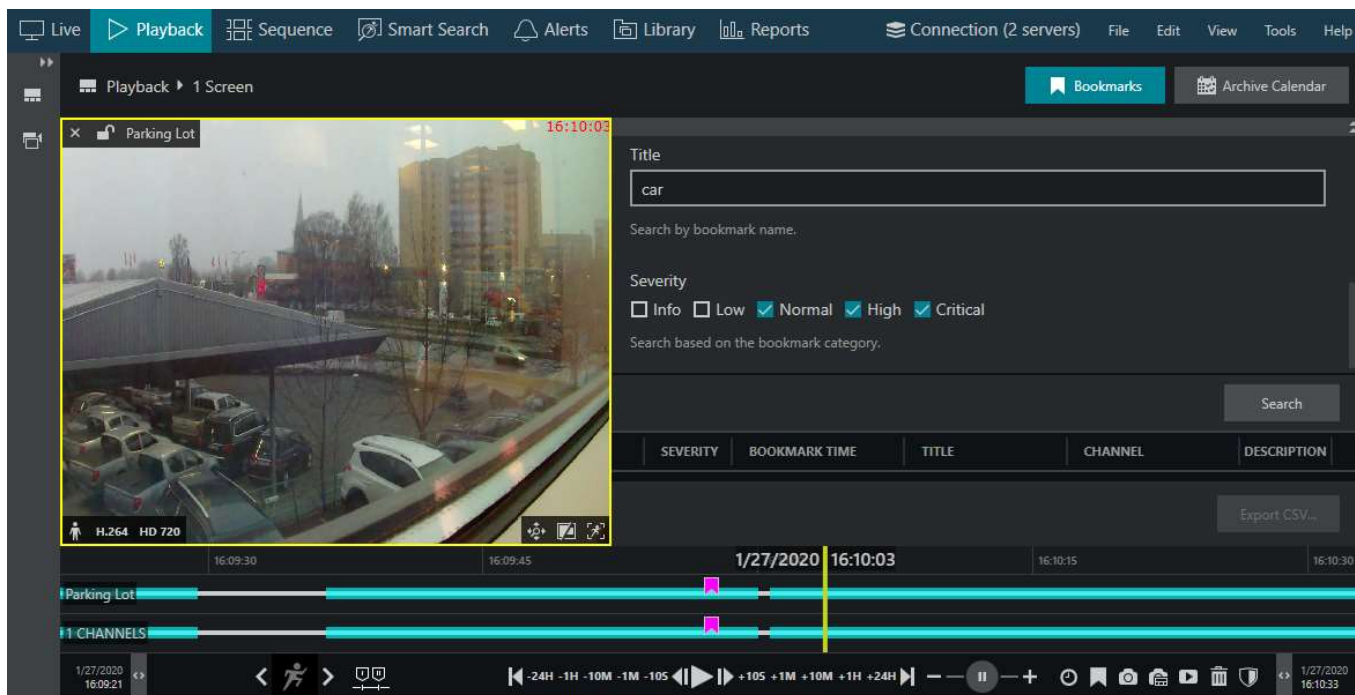 Live Playback Sequence Smart Search Alerts Library Reports Connection (2 servers) File Edit View Tools Help
Playback 1 Screen Bookmarks Archive Calendar
Parking Lot 16:10:03
Title
car
Search by bookmark name.
Severity
Info Low Normal High Critical
Search based on the bookmark category.
Search
SEVERITY BOOKMARK TIME TITLE CHANNEL DESCRIPTION
H.264 HD 720
Export CSV...
16:09:30 16:09:45 1/27/2020 16:10:03 16:10:15 16:10:30
Parking Lot
1 CHANNELS
1/27/2020
16:09:21
-24H -1H -10M -1M -10S +10S +1M +10M +1H +24H
1/27/2020
16:10:33